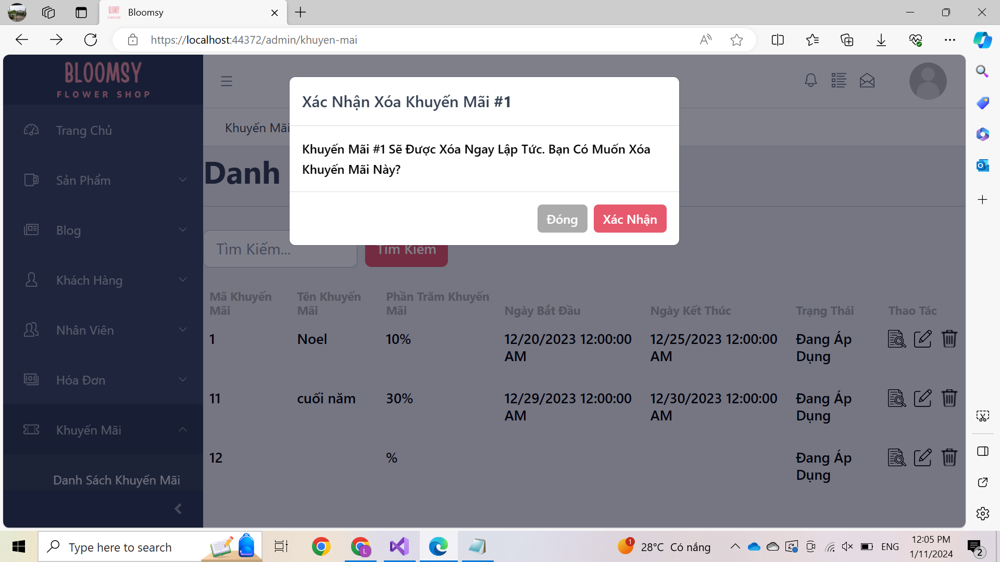 Bloomsy
https://localhost:44372/admin/khuyen-mai
BLOOMSY
FLOWER SHOP
Trang Chủ
Sản Phẩm
Blog
Khách Hàng
Nhân Viên
Hóa Đơn
Khuyến Mãi
Danh Sách Khuyến Mãi
Khuyến Mãi
Danh
Xác Nhận Xóa Khuyến Mãi #1
Khuyến Mãi #1 Sẽ Được Xóa Ngay Lập Tức. Bạn Có Muốn Xóa
Khuyến Mãi Này?
Đóng Xác Nhận
Tìm Kiếm... Tìm Kiếm
Mã Khuyến Mãi Tên Khuyến Mãi Phần Trăm Khuyến Mãi Ngày Bắt Đầu Ngày Kết Thúc Trạng Thái Thao Tác
1 Noel 10% 12/20/2023 12:00:00 AM 12/25/2023 12:00:00 AM Đang Áp Dụng
11 cuối năm 30% 12/29/2023 12:00:00 AM 12/30/2023 12:00:00 AM Đang Áp Dụng
12 % Đang Áp Dụng
Type here to search
L
1
28°C Có nắng
ENG
12:05 PM
1/11/2024
2